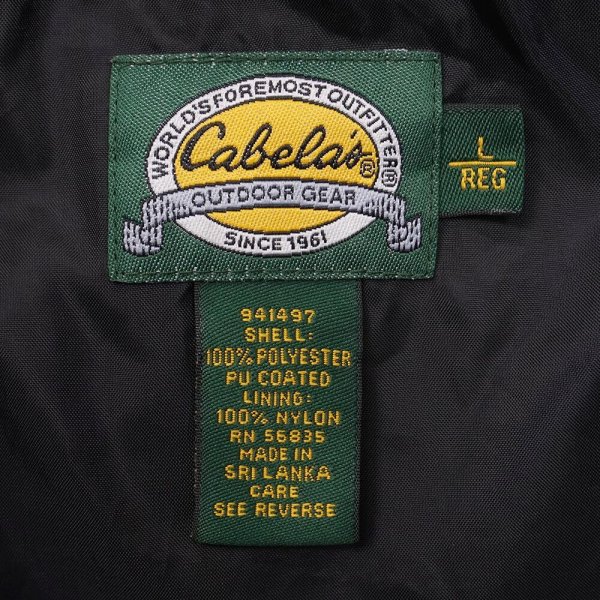 WORLD'S FOREMOST OUTFITTER®
Cabela's®
OUTDOOR GEAR
SINCE 1961
L
REG
941497
SHELL:
100% POLYESTER
PU COATED
LINING:
100% NYLON
RN 56835
MADE IN
SRI LANKA
CARE
SEE REVERSE